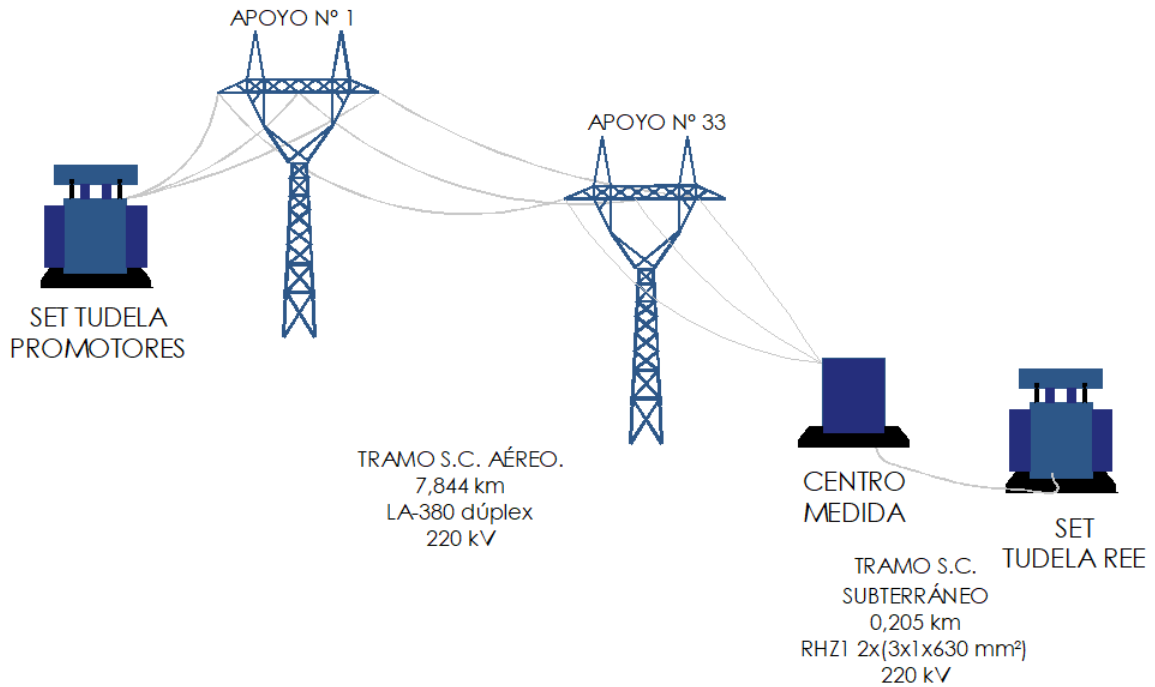 APOYO Nº 1
APOYO Nº 33
SET TUDELA
PROMOTORES
TRAMO S.C. AÉREO.
7,844 km
LA-380 dúplex
220 kV
CENTRO
MEDIDA
SET
TUDELA REE
TRAMO S.C.
SUBTERRÁNEO
0,205 km
RHZ1 2x(3x1x630 mm²)
220 kV